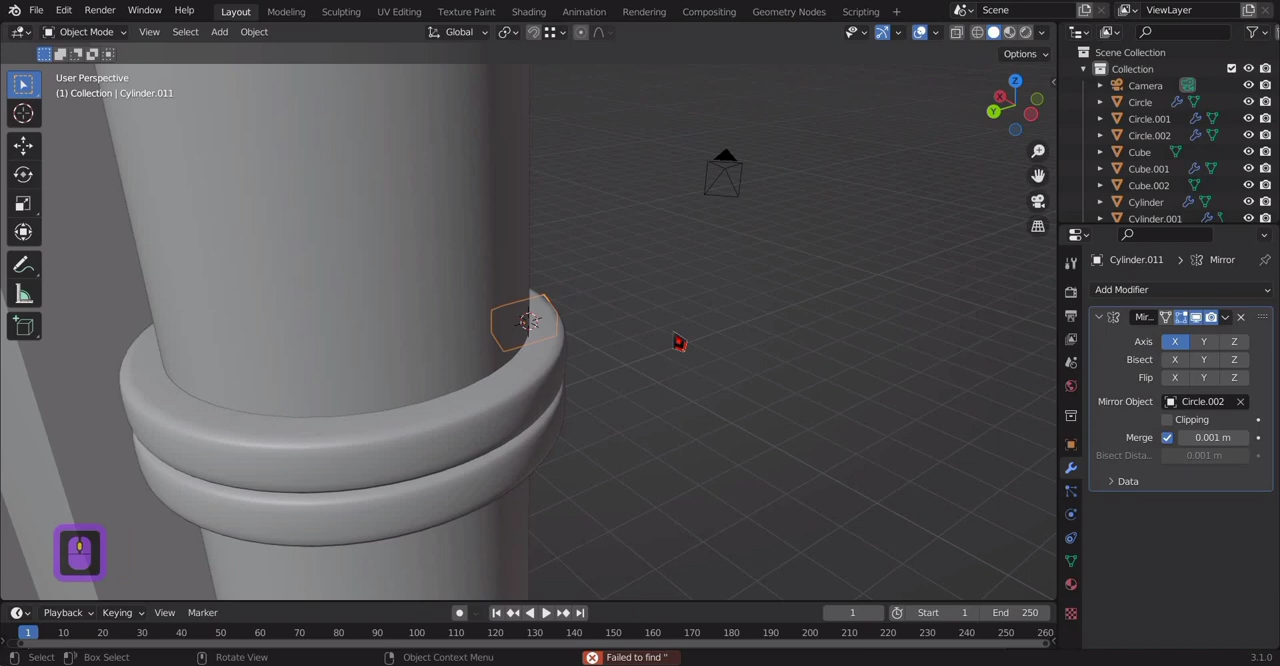 File Edit Render Window Help Layout Modeling Sculpting UV Editing Texture Paint Shading Animation Rendering Compositing Geometry Nodes Scripting + Scene ViewLayer
Object Mode View Select Add Object Global
Options
User Perspective
(1) Collection | Cylinder.011
Z
X
Y
Scene Collection
Collection
Camera
Circle
Circle.001
Circle.002
Cube
Cube.001
Cube.002
Cylinder
Cylinder.001
Cylinder.011 > Mirror
Add Modifier
Mir...
Axis X Y Z
Bisect X Y Z
Flip X Y Z
Mirror Object Circle.002
Clipping
Merge 0.001 m
Bisect Dista... 0.001 m
Data
Playback Keying View Marker 1 Start 1 End 250
1 10 20 30 40 50 60 70 80 90 100 110 120 130 140 150 160 170 180 190 200 210 220 230 240 250 260
Select Box Select Rotate View Object Context Menu Failed to find '' 3.1.0